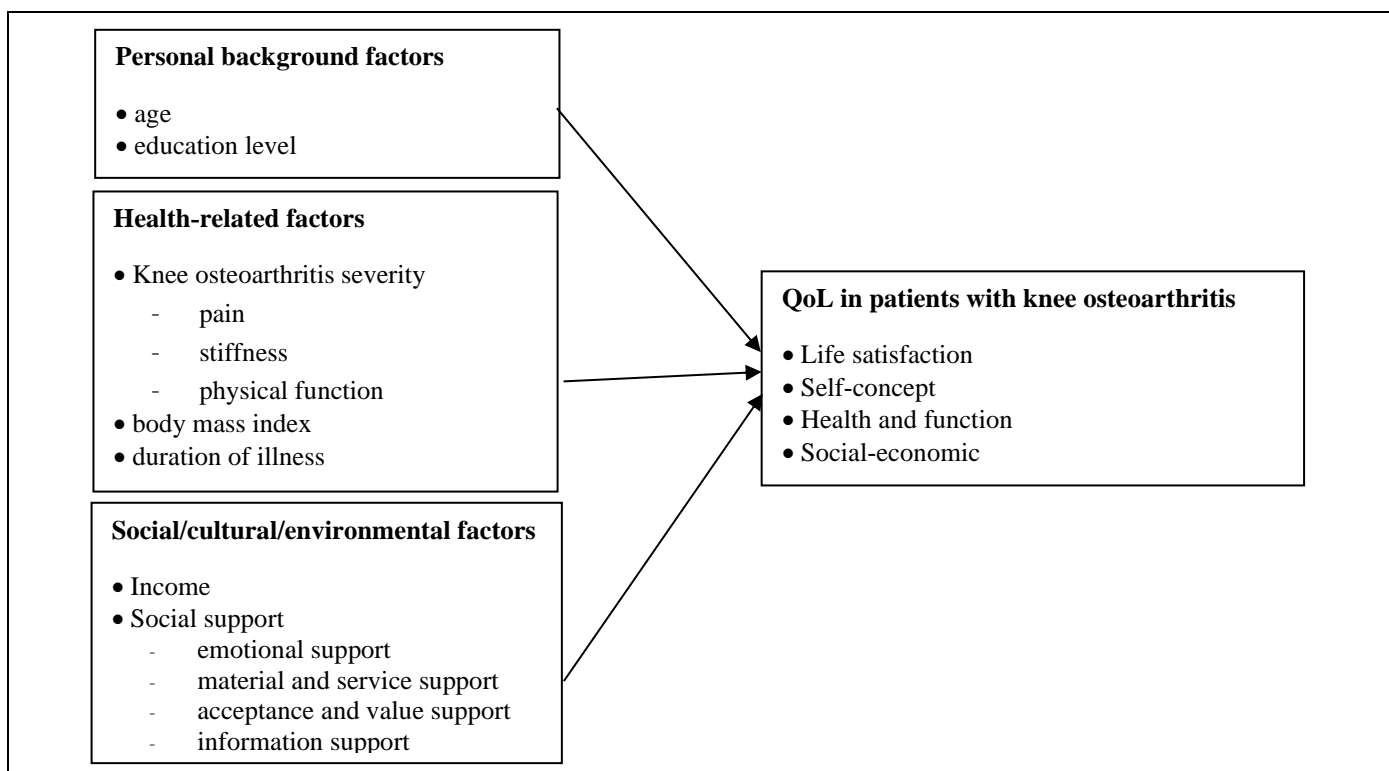 Personal background factors
• age
• education level
Health-related factors
• Knee osteoarthritis severity
- pain
- stiffness
- physical function
• body mass index
• duration of illness
Social/cultural/environmental factors
• Income
• Social support
- emotional support
- material and service support
- acceptance and value support
- information support
QoL in patients with knee osteoarthritis
• Life satisfaction
• Self-concept
• Health and function
• Social-economic